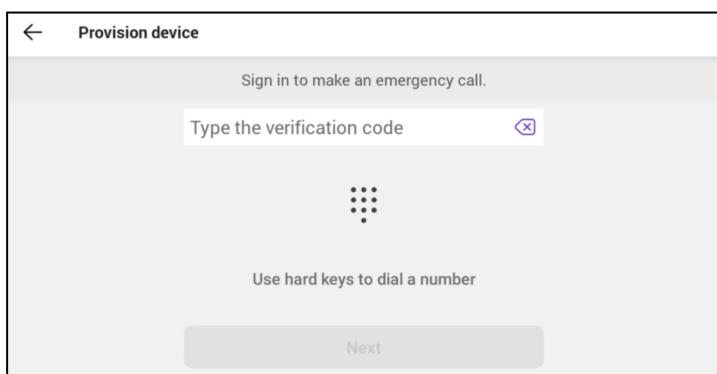 Provision device
Sign in to make an emergency call.
Type the verification code
Use hard keys to dial a number
Next